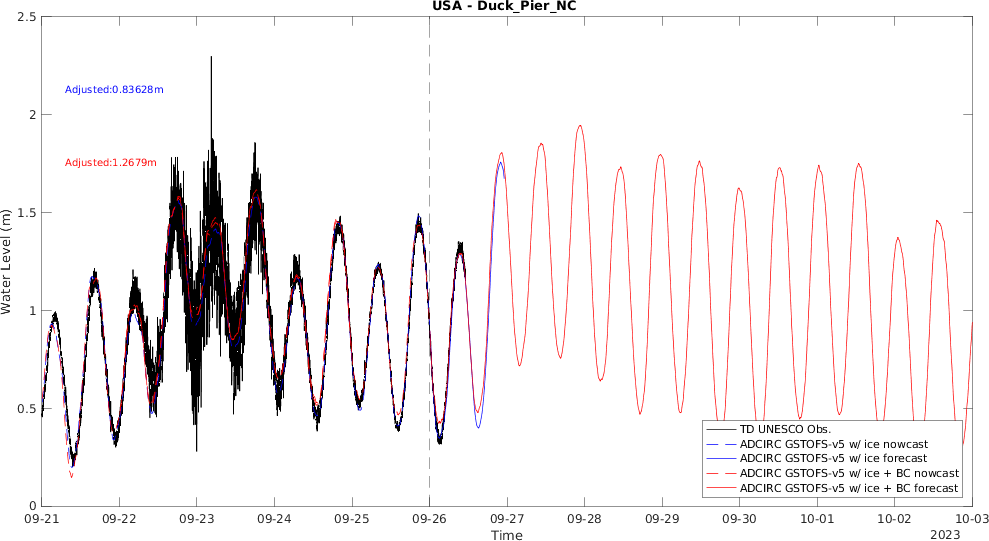 USA - Duck_Pier_NC
2.5
2
1.5
1
0.5
0
Water Level (m)
Adjusted:0.83628m
Adjusted:1.2679m
TD UNESCO Obs.
ADCIRC GSTOFS-v5 w/ ice nowcast
ADCIRC GSTOFS-v5 w/ ice forecast
ADCIRC GSTOFS-v5 w/ ice + BC nowcast
ADCIRC GSTOFS-v5 w/ ice + BC forecast
09-21 09-22 09-23 09-24 09-25 09-26 09-27 09-28 09-29 09-30 10-01 10-02 10-03
Time
2023